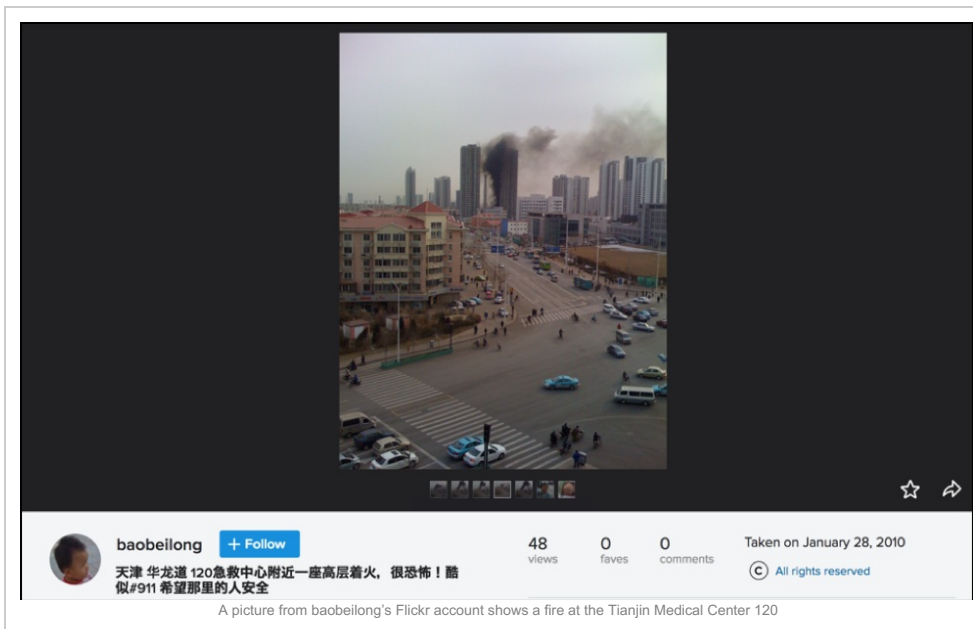 baobeilong
+ Follow
天津 华龙道 120急救中心附近一座高层着火，很恐怖！酷
似#911 希望那里的人安全
48
views
0
faves
0
comments
Taken on January 28, 2010
C All rights reserved
A picture from baobeilong's Flickr account shows a fire at the Tianjin Medical Center 120